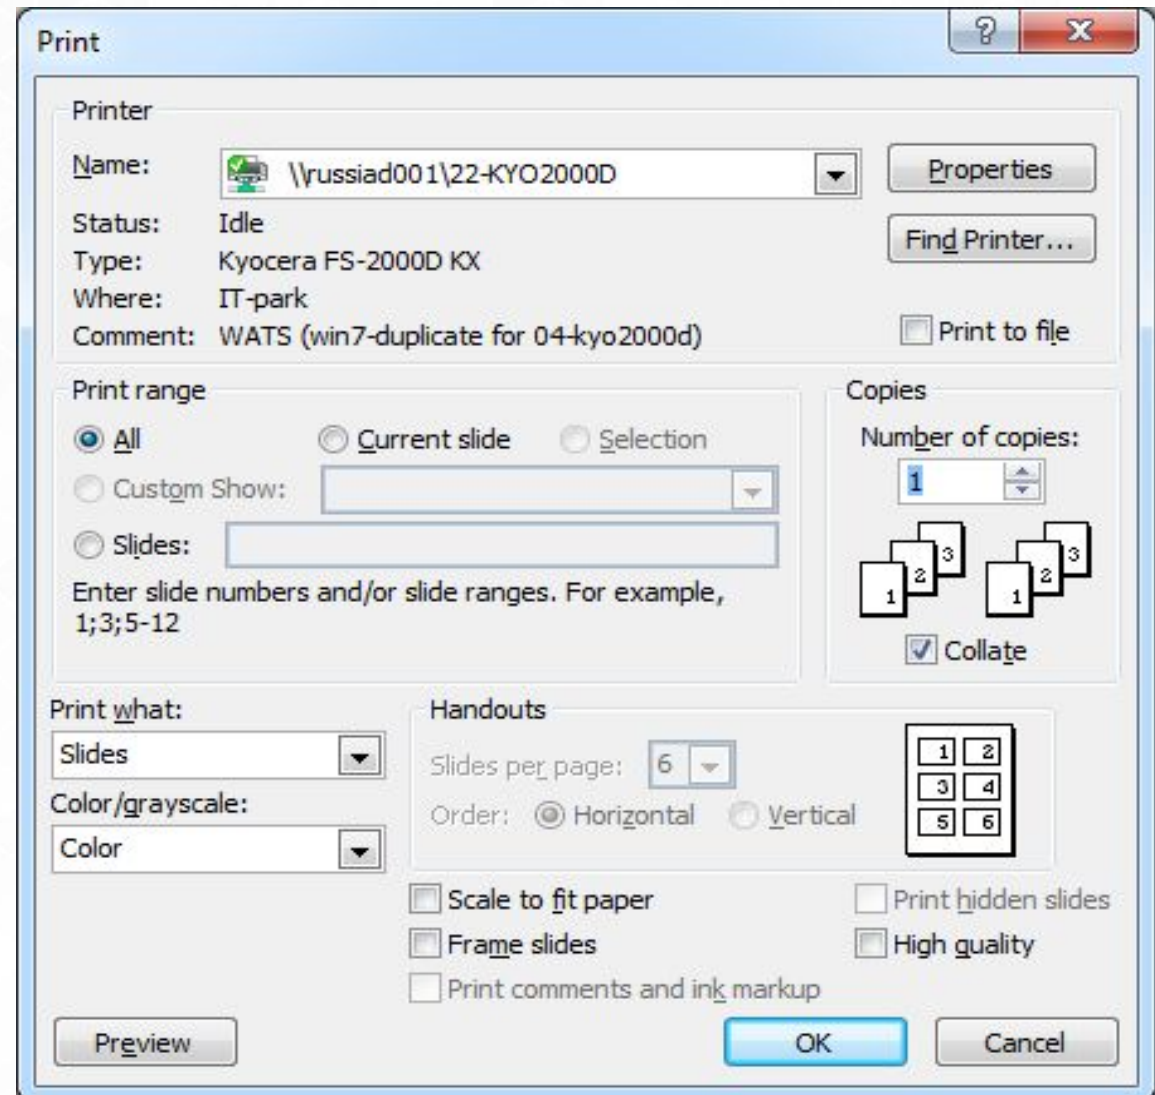 Print
Printer
Name: \\russiad001\22-KYO2000D Properties
Status: Idle Find Printer...
Type: Kyocera FS-2000D KX
Where: IT-park
Comment: WATS (win7-duplicate for 04-kyo2000d) Print to file
Print range Copies
All Current slide Selection Number of copies:
Custom Show: 1
Slides:
Enter slide numbers and/or slide ranges. For example,
1;3;5-12
1 2 3 1 2 3
Collate
Print what: Handouts
Slides Slides per page: 6
Color/grayscale: Order: Horizontal Vertical
Color
1 2
3 4
5 6
Scale to fit paper Print hidden slides
Frame slides High quality
Print comments and ink markup
Preview OK Cancel